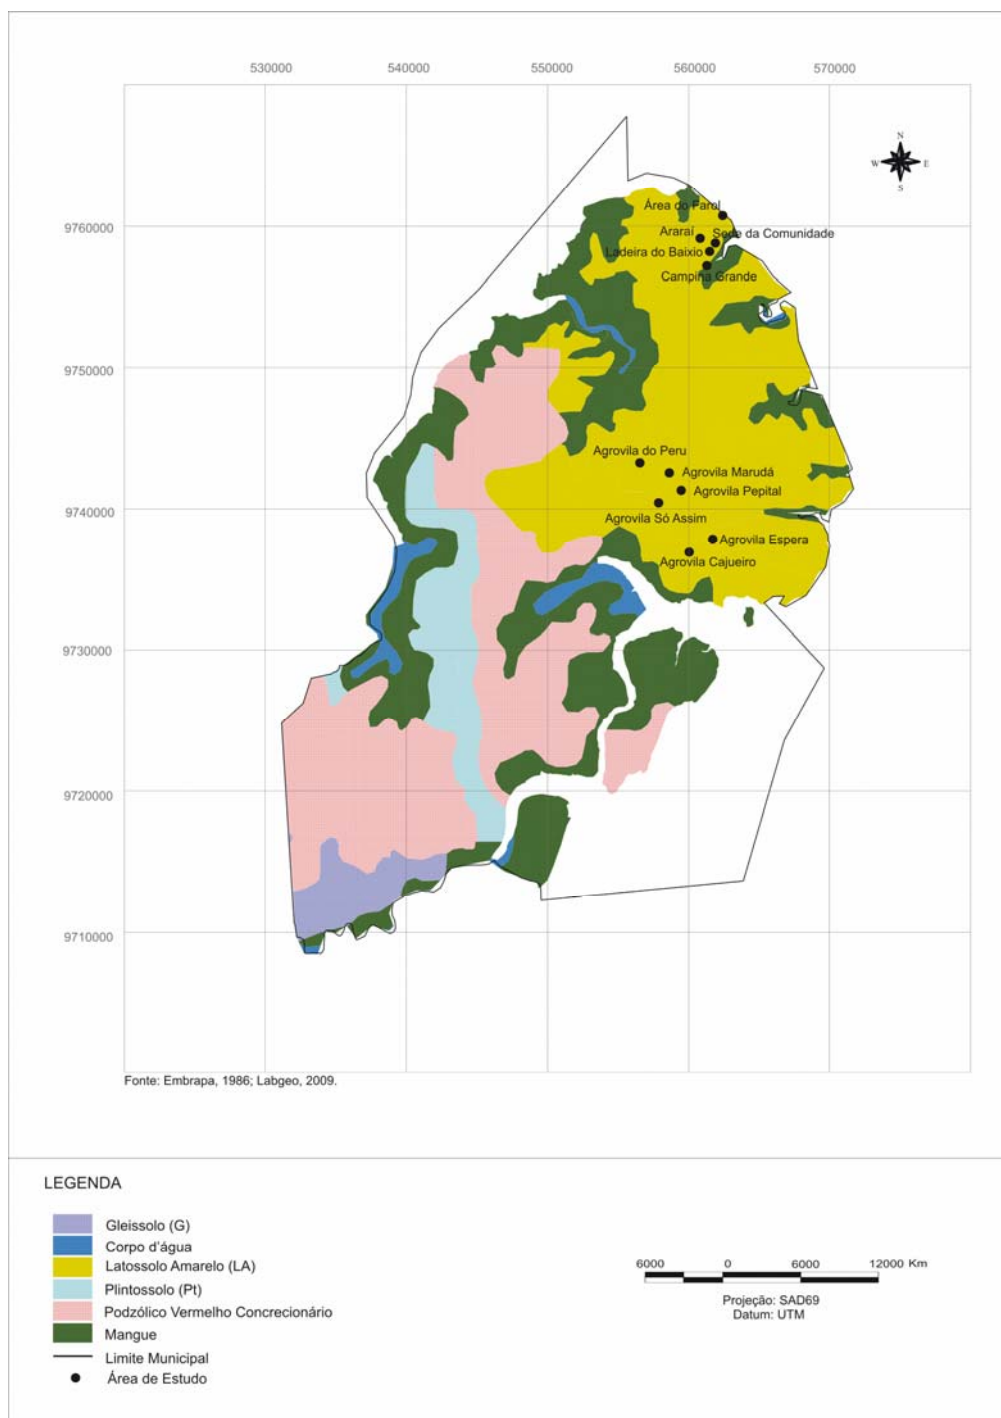 530000 540000 550000 560000 570000
N
W E
S
9760000
9750000
9740000
9730000
9720000
9710000
Área do Farol
Araraí
Sede da Comunidade
Ladeira do Baixio
Campina Grande
Agrovila do Peru
Agrovila Marudá
Agrovila Pepital
Agrovila Só Assim
Agrovila Espera
Agrovila Cajueiro
Fonte: Embrapa, 1986; Labgeo, 2009.
LEGENDA
Gleissolo (G)
Corpo d'água
Latossolo Amarelo (LA)
Plintossolo (Pt)
Podzólico Vermelho Concrecionário
Mangue
Limite Municipal
Área de Estudo
6000 0 6000 12000 Km
Projeção: SAD69
Datum: UTM